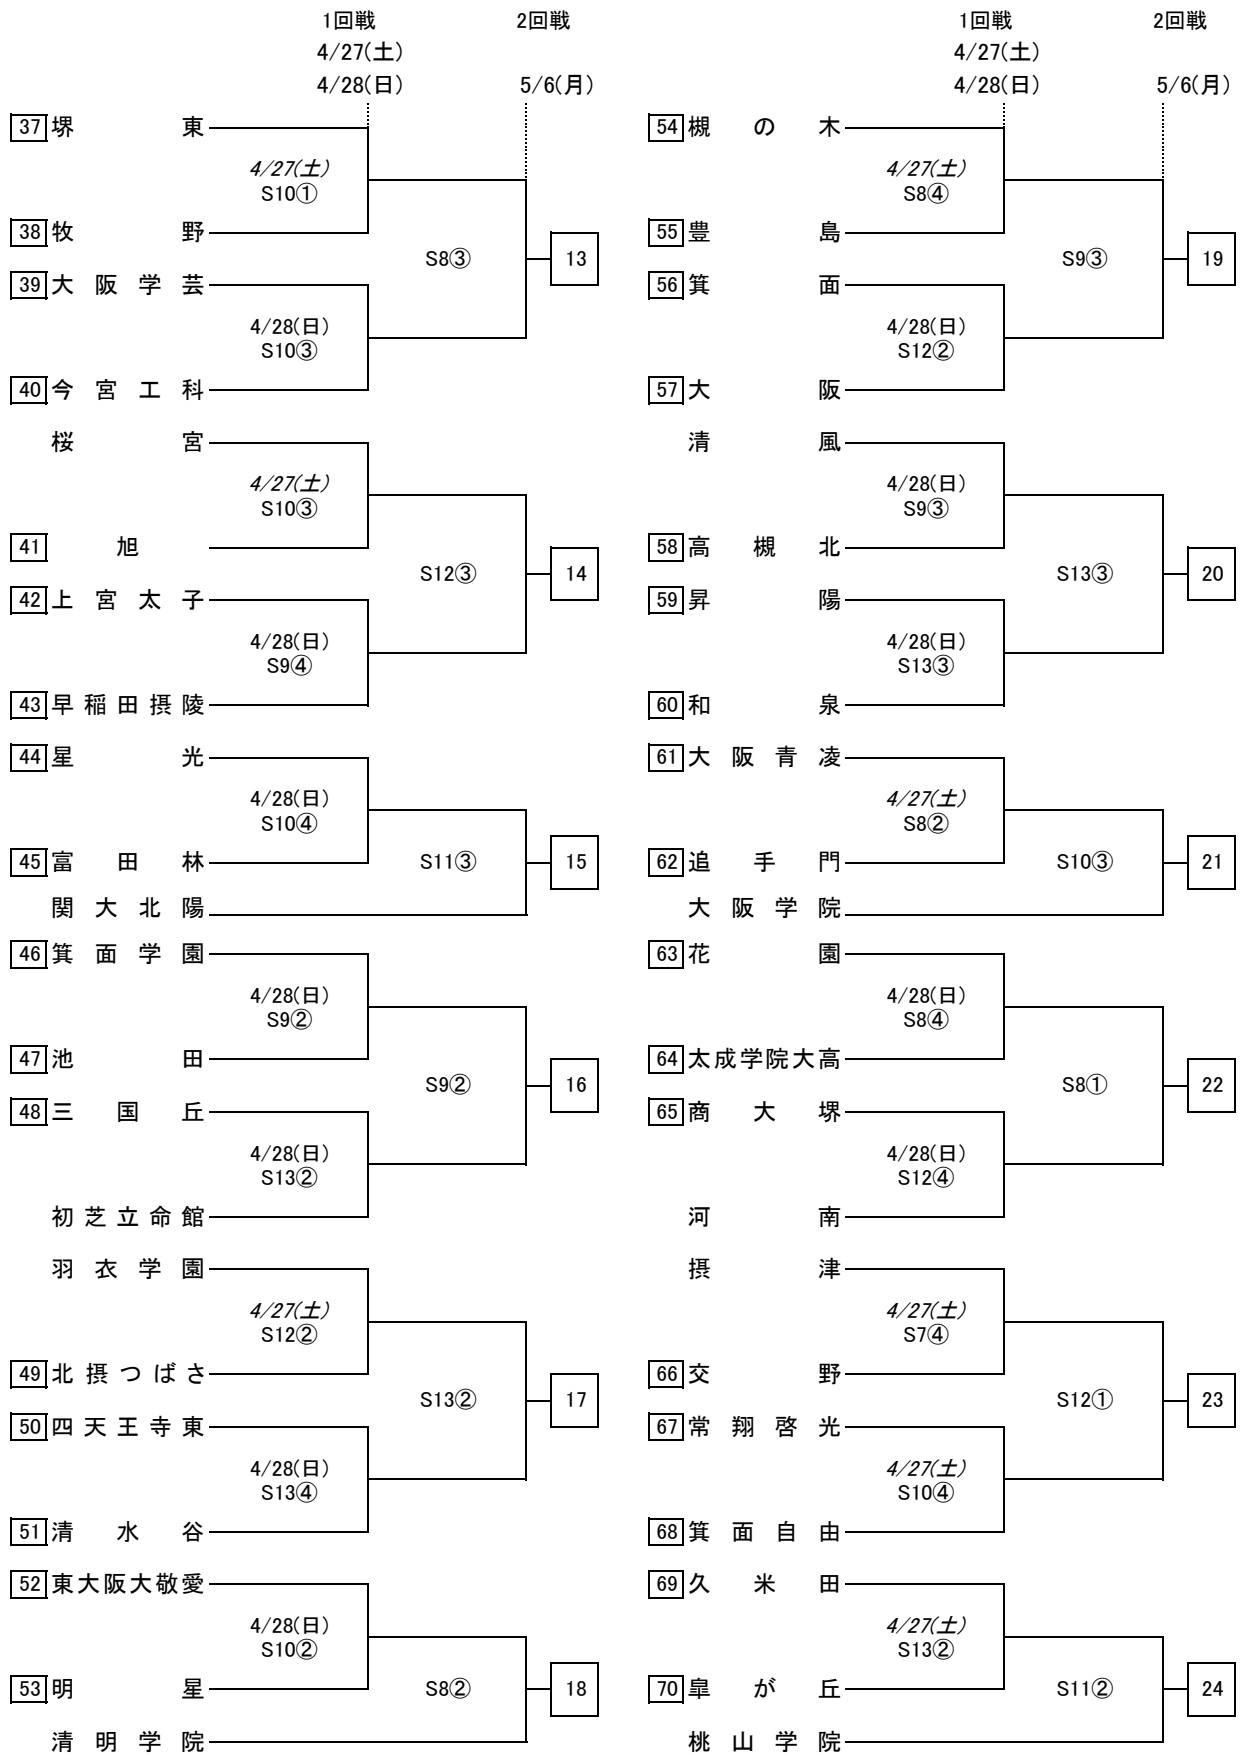 1回戦 2回戦
4/27(土)
4/28(日) 5/6(月)
37 堺東
4/27(土)
S10①
38 牧野
S8③ 13
39 大阪学芸
4/28(日)
S10③
40 今宮工科
桜宮
4/27(土)
S10③
41 旭
S12③ 14
42 上宮太子
4/28(日)
S9④
43 早稲田摂陵
44 星光
4/28(日)
S10④
45 富田林 S11③ 15
関大北陽
46 箕面学園
4/28(日)
S9②
47 池田
S9② 16
48 三国丘
4/28(日)
S13②
初芝立命館
羽衣学園
4/27(土)
S12②
49 北摂つばさ
S13② 17
50 四天王寺東
4/28(日)
S13④
51 清水谷
52 東大阪大敬愛
4/28(日)
S10②
53 明星 S8② 18
清明学院
1回戦 2回戦
4/27(土)
4/28(日) 5/6(月)
54 槻の木
4/27(土)
S8④
55 豊島
S9③ 19
56 箕面
4/28(日)
S12②
57 大阪
清風
4/28(日)
S9③
58 高槻北
S13③ 20
59 昇陽
4/28(日)
S13③
60 和泉
61 大阪青凌
4/27(土)
S8②
62 追手門 S10③ 21
大阪学院
63 花園
4/28(日)
S8④
64 太成学院大高
S8① 22
65 商大堺
4/28(日)
S12④
河南
摂津
4/27(土)
S7④
66 交野
S12① 23
67 常翔啓光
4/27(土)
S10④
68 箕面自由
69 久米田
4/27(土)
S13②
70 皐が丘 S11② 24
桃山学院